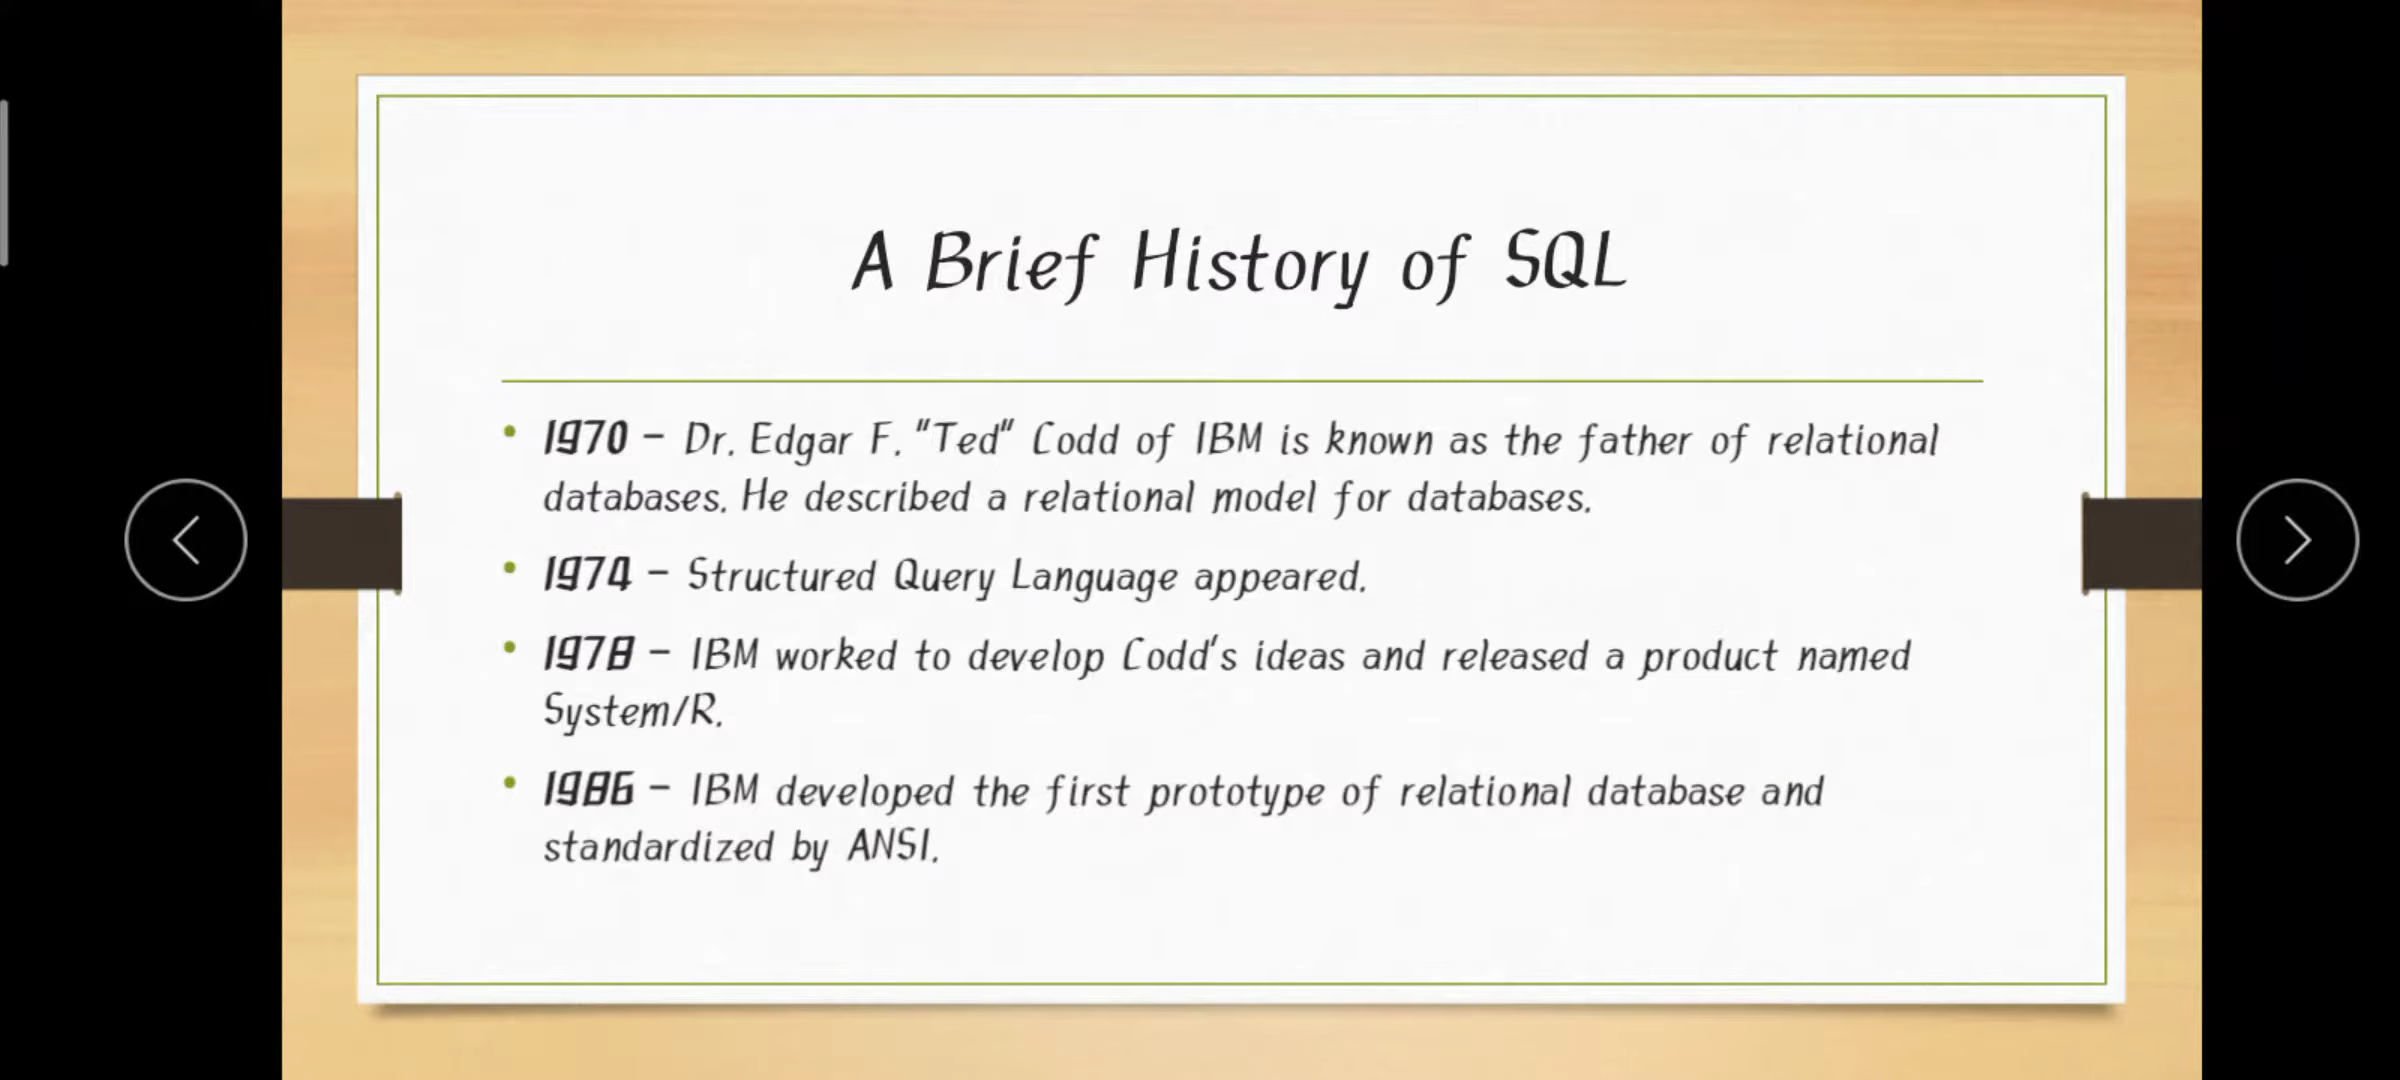 A Brief History of SQL
• 1970 – Dr. Edgar F. "Ted" Codd of IBM is known as the father of relational
databases. He described a relational model for databases.
• 1974 – Structured Query Language appeared.
• 1978 – IBM worked to develop Codd's ideas and released a product named
System/R.
• 1986 – IBM developed the first prototype of relational database and
standardized by ANSI.